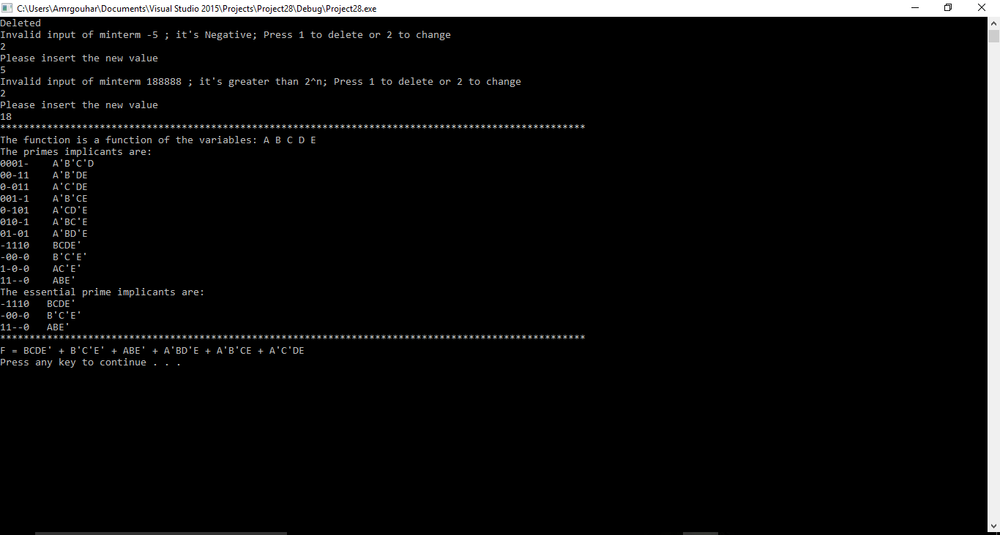 C:\Users\Amrgouhar\Documents\Visual Studio 2015\Projects\Project28\Debug\Project28.exe
Deleted
Invalid input of minterm -5 ; it's Negative; Press 1 to delete or 2 to change
2
Please insert the new value
5
Invalid input of minterm 188888 ; it's greater than 2^n; Press 1 to delete or 2 to change
2
Please insert the new value
18
****************************************************************************************************
The function is a function of the variables: A B C D E
The primes implicants are:
0001-    A'B'C'D
00-11    A'B'DE
0-011    A'C'DE
001-1    A'B'CE
0-101    A'CD'E
010-1    A'BC'E
01-01    A'BD'E
-1110    BCDE'
-00-0    B'C'E'
1-0-0    AC'E'
11--0    ABE'
The essential prime implicants are:
-1110   BCDE'
-00-0   B'C'E'
11--0   ABE'
****************************************************************************************************
F = BCDE' + B'C'E' + ABE' + A'BD'E + A'B'CE + A'C'DE
Press any key to continue . . .